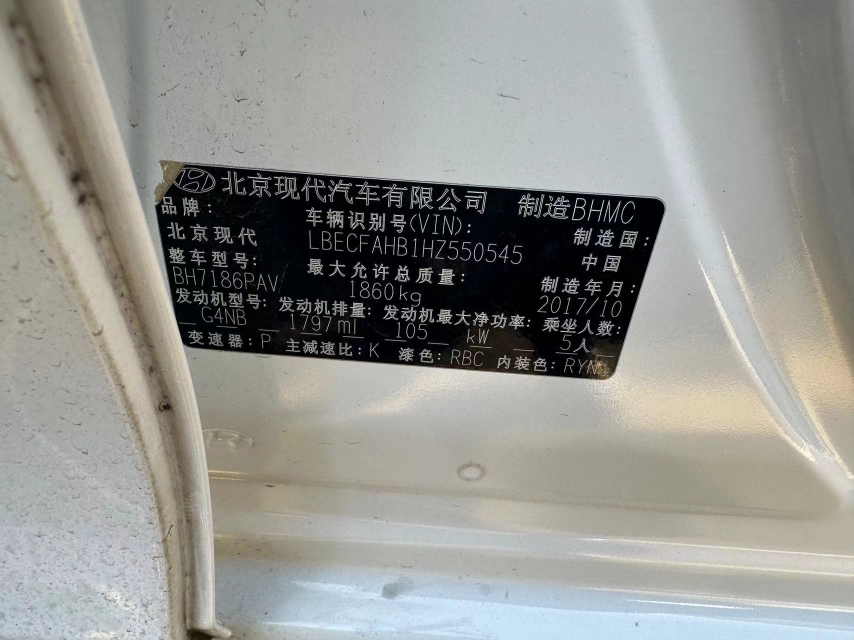 北京现代汽车有限公司 制造BHMC
品牌： 车辆识别号(VIN)： 制造国：
北京现代 LBECFAHB1HZ550545 中国
整车型号： 最大允许总质量： 制造年月：
BH7186PAV 1860kg 2017/10
发动机型号： 发动机排量： 发动机最大净功率： 乘坐人数：
G4NB 1797ml 105 kW 5人
变速器：P 主减速比：K 漆色：RBC 内装色：RYN